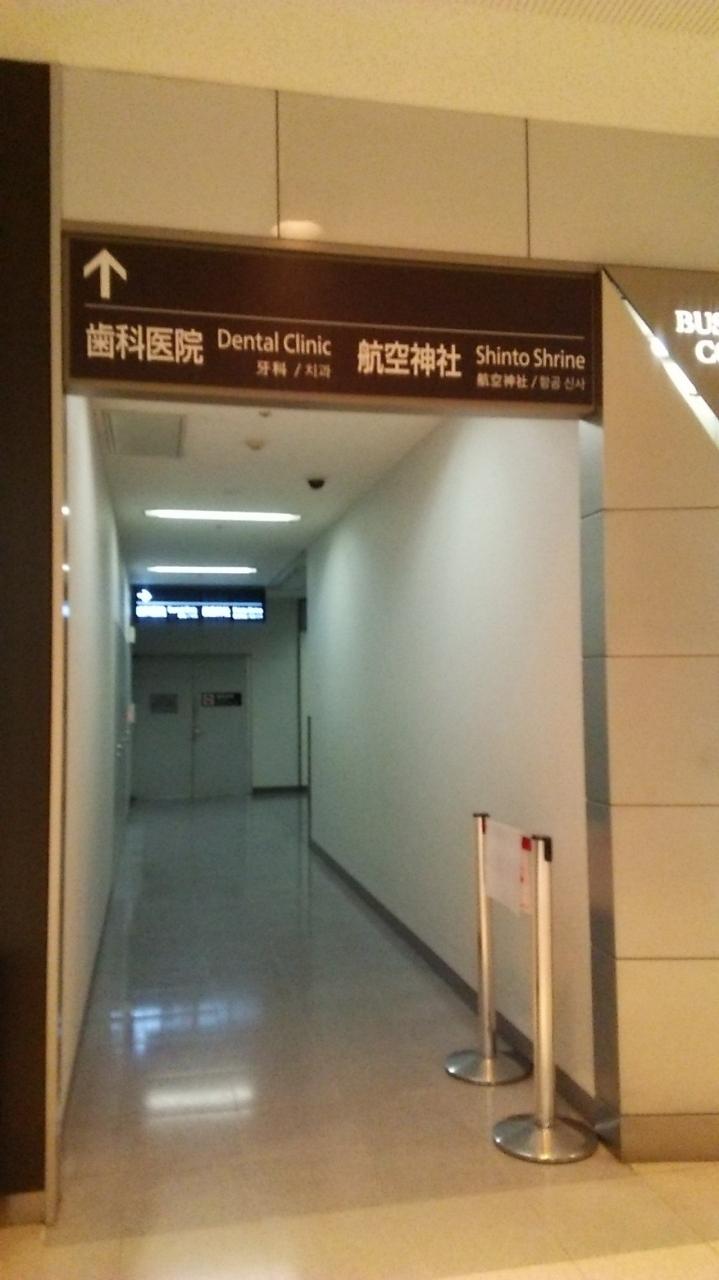 歯科医院 Dental Clinic 航空神社 Shinto Shrine
牙科 / 치과 航空神社 / 항공 신사
BUS